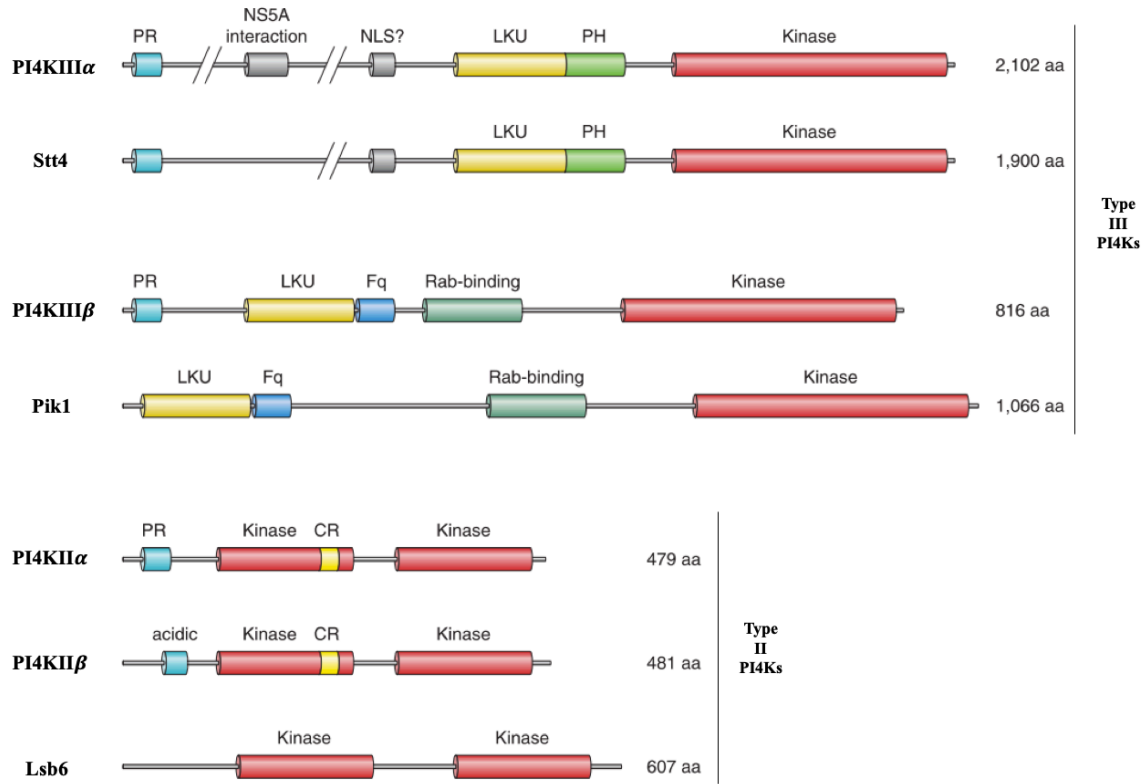 NS5A
PR interaction NLS? LKU PH Kinase
PI4KIIIα 2,102 aa
LKU PH Kinase
Stt4 1,900 aa
Type
III
PI4Ks
PR LKU Fq Rab-binding Kinase
PI4KIIIβ 816 aa
LKU Fq Rab-binding Kinase
Pik1 1,066 aa
PR Kinase CR Kinase
PI4KIIα 479 aa
acidic Kinase CR Kinase
PI4KIIβ 481 aa
Type
II
PI4Ks
Kinase Kinase
Lsb6 607 aa